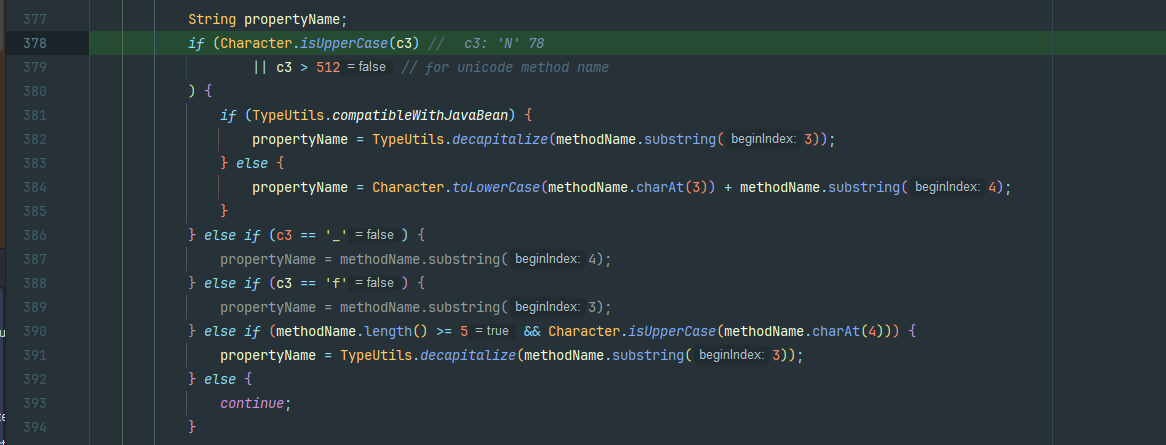 377 String propertyName;
378 if (Character.isUpperCase(c3) // c3: 'N' 78
379 || c3 > 512 = false // for unicode method name
380 ) {
381 if (TypeUtils.compatibleWithJavaBean) {
382 propertyName = TypeUtils.decapitalize(methodName.substring( beginIndex: 3));
383 } else {
384 propertyName = Character.toLowerCase(methodName.charAt(3)) + methodName.substring( beginIndex: 4);
385 }
386 } else if (c3 == '_' = false ) {
387 propertyName = methodName.substring( beginIndex: 4);
388 } else if (c3 == 'f' = false ) {
389 propertyName = methodName.substring( beginIndex: 3);
390 } else if (methodName.length() >= 5 = true && Character.isUpperCase(methodName.charAt(4))) {
391 propertyName = TypeUtils.decapitalize(methodName.substring( beginIndex: 3));
392 } else {
393 continue;
394 }